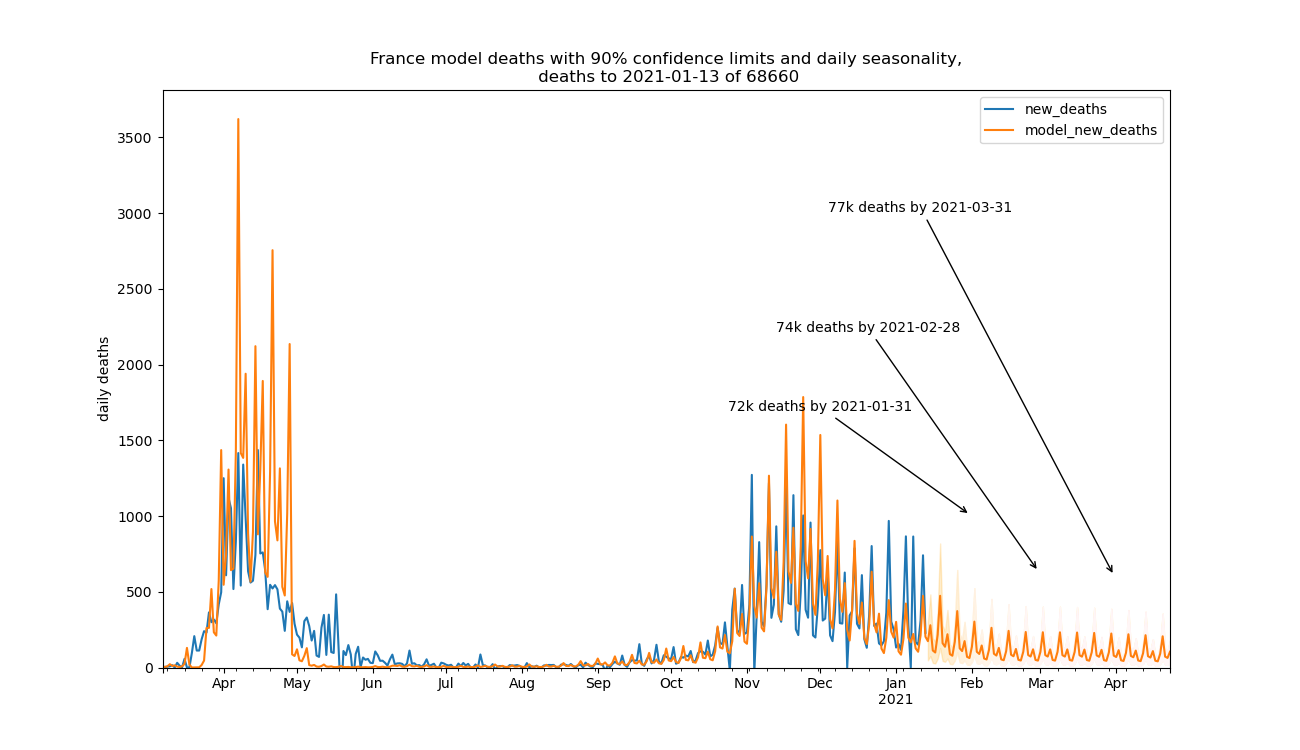 France model deaths with 90% confidence limits and daily seasonality,
deaths to 2021-01-13 of 68660
new_deaths
model_new_deaths
daily deaths
3500
3000
2500
2000
1500
1000
500
0
77k deaths by 2021-03-31
74k deaths by 2021-02-28
72k deaths by 2021-01-31
Apr May Jun Jul Aug Sep Oct Nov Dec Jan Feb Mar Apr
2021